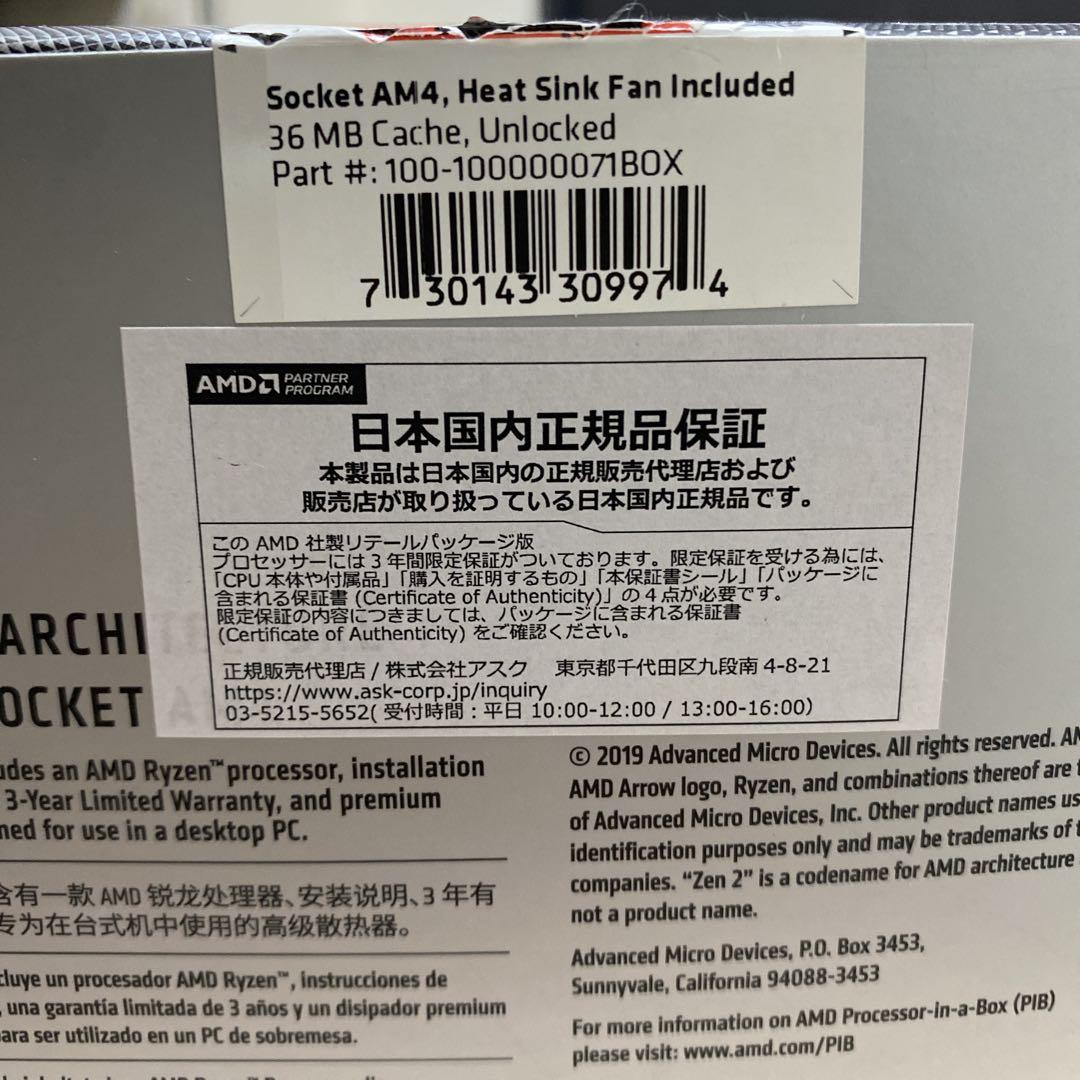 Socket AM4, Heat Sink Fan Included
36 MB Cache, Unlocked
Part #: 100-100000071BOX
7 30143 30997 4
AMD PARTNER PROGRAM
日本国内正規品保証
本製品は日本国内の正規販売代理店および
販売店が取り扱っている日本国内正規品です。
この AMD 社製リテールパッケージ版
プロセッサーには 3 年間限定保証がついております。限定保証を受ける為には、
「CPU 本体や付属品」「購入を証明するもの」「本保証書シール」「パッケージに
含まれる保証書 (Certificate of Authenticity)」の 4 点が必要です。
限定保証の内容につきましては、パッケージに含まれる保証書
(Certificate of Authenticity) をご確認ください。
正規販売代理店 / 株式会社アスク 東京都千代田区九段南 4-8-21
https://www.ask-corp.jp/inquiry
03-5215-5652( 受付時間 : 平日 10:00-12:00 / 13:00-16:00)
ARCHI
OCKET A
udes an AMD Ryzen™ processor, installation
3-Year Limited Warranty, and premium
ned for use in a desktop PC.
含有一款 AMD 锐龙处理器、安装说明、3 年有
专为在台式机中使用的高级散热器。
cluye un procesador AMD Ryzen™, instrucciones de
, una garantía limitada de 3 años y un disipador premium
para ser utilizado en un PC de sobremesa.
© 2019 Advanced Micro Devices. All rights reserved. AM
AMD Arrow logo, Ryzen, and combinations thereof are t
of Advanced Micro Devices, Inc. Other product names us
identification purposes only and may be trademarks of t
companies. “Zen 2” is a codename for AMD architecture
not a product name.
Advanced Micro Devices, P.O. Box 3453,
Sunnyvale, California 94088-3453
For more information on AMD Processor-in-a-Box (PIB)
please visit: www.amd.com/PIB